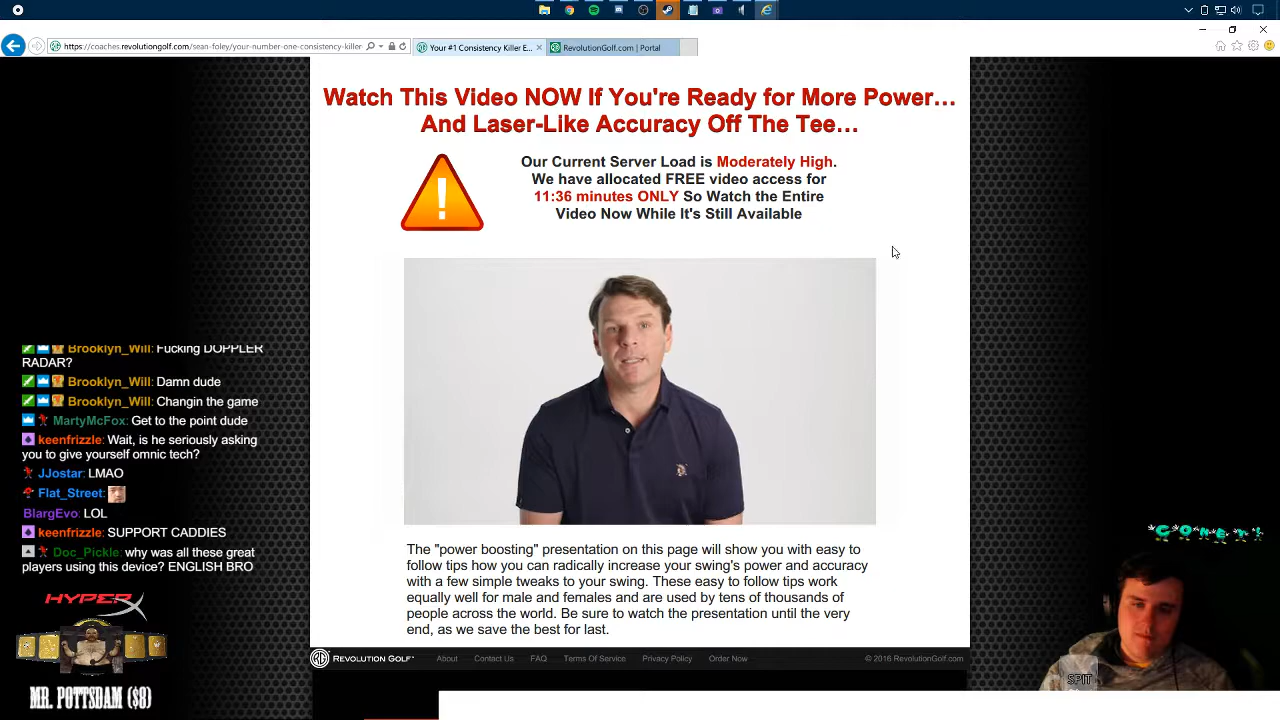 https://coaches.revolutiongolf.com/sean-foley/your-number-one-consistency-killer
Your #1 Consistency Killer E...
RevolutionGolf.com | Portal
Watch This Video NOW If You're Ready for More Power…
And Laser-Like Accuracy Off The Tee…
Our Current Server Load is Moderately High.
We have allocated FREE video access for
11:36 minutes ONLY So Watch the Entire
Video Now While It's Still Available
Brooklyn_Will: Fucking DOPPLER
RADAR?
Brooklyn_Will: Damn dude
Brooklyn_Will: Changin the game
MartyMcFox: Get to the point dude
keenfrizzle: Wait, is he seriously asking
you to give yourself omnic tech?
JJostar: LMAO
Flat_Street:
BlargEvo: LOL
keenfrizzle: SUPPORT CADDIES
Doc_Pickle: why was all these great
players using this device? ENGLISH BRO
The "power boosting" presentation on this page will show you with easy to
follow tips how you can radically increase your swing's power and accuracy
with a few simple tweaks to your swing. These easy to follow tips work
equally well for male and females and are used by tens of thousands of
people across the world. Be sure to watch the presentation until the very
end, as we save the best for last.
REVOLUTION GOLF
About
Contact Us
FAQ
Terms Of Service
Privacy Policy
Order Now
© 2016 RevolutionGolf.com
HYPERX
MR. POTTSDAM ($8)
SPIT